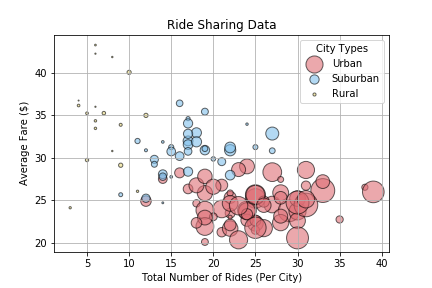 Ride Sharing Data
City Types
Urban
Suburban
Rural
Average Fare ($)
40
35
30
25
20
5 10 15 20 25 30 35 40
Total Number of Rides (Per City)